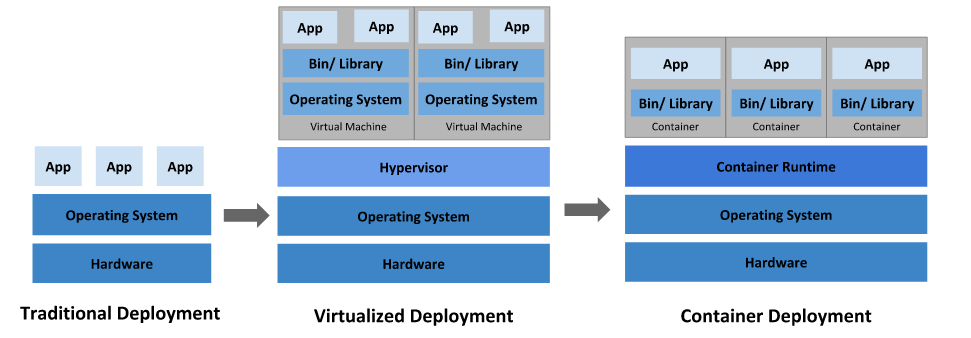 App App App
Operating System
Hardware
Traditional Deployment
App App App App
Bin/ Library Bin/ Library
Operating System Operating System
Virtual Machine Virtual Machine
Hypervisor
Operating System
Hardware
Virtualized Deployment
App App App
Bin/ Library Bin/ Library Bin/ Library
Container Container Container
Container Runtime
Operating System
Hardware
Container Deployment